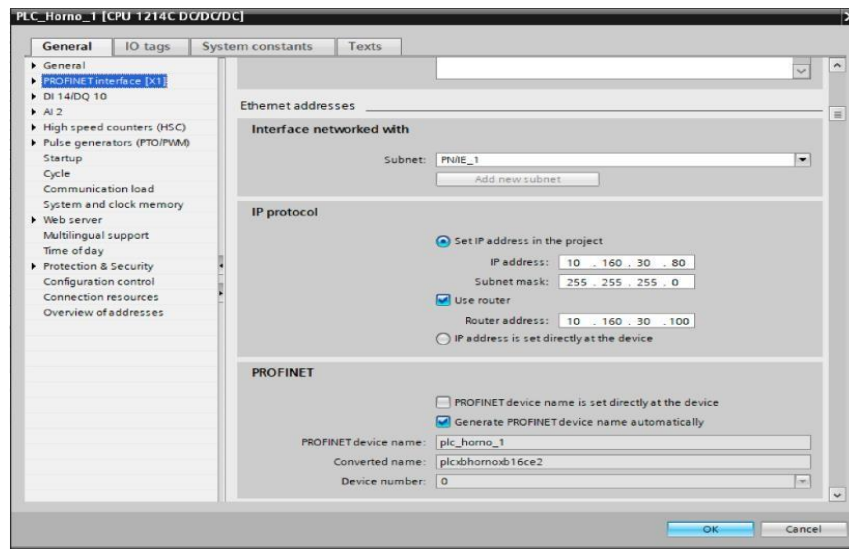 PLC_Horno_1 [CPU 1214C DC/DC/DC]
General IO tags System constants Texts
General
PROFINET interface [X1]
DI 14/DQ 10
AI 2
High speed counters (HSC)
Pulse generators (PTO/PWM)
Startup
Cycle
Communication load
System and clock memory
Web server
Multilingual support
Time of day
Protection & Security
Configuration control
Connection resources
Overview of addresses
Ethernet addresses
Interface networked with
Subnet: PN/IE_1
Add new subnet
IP protocol
Set IP address in the project
IP address: 10 . 160 . 30 . 80
Subnet mask: 255 . 255 . 255 . 0
Use router
Router address: 10 . 160 . 30 . 100
IP address is set directly at the device
PROFINET
PROFINET device name is set directly at the device
Generate PROFINET device name automatically
PROFINET device name: plc_horno_1
Converted name: plcxbhornoxb16ce2
Device number: 0
OK Cancel